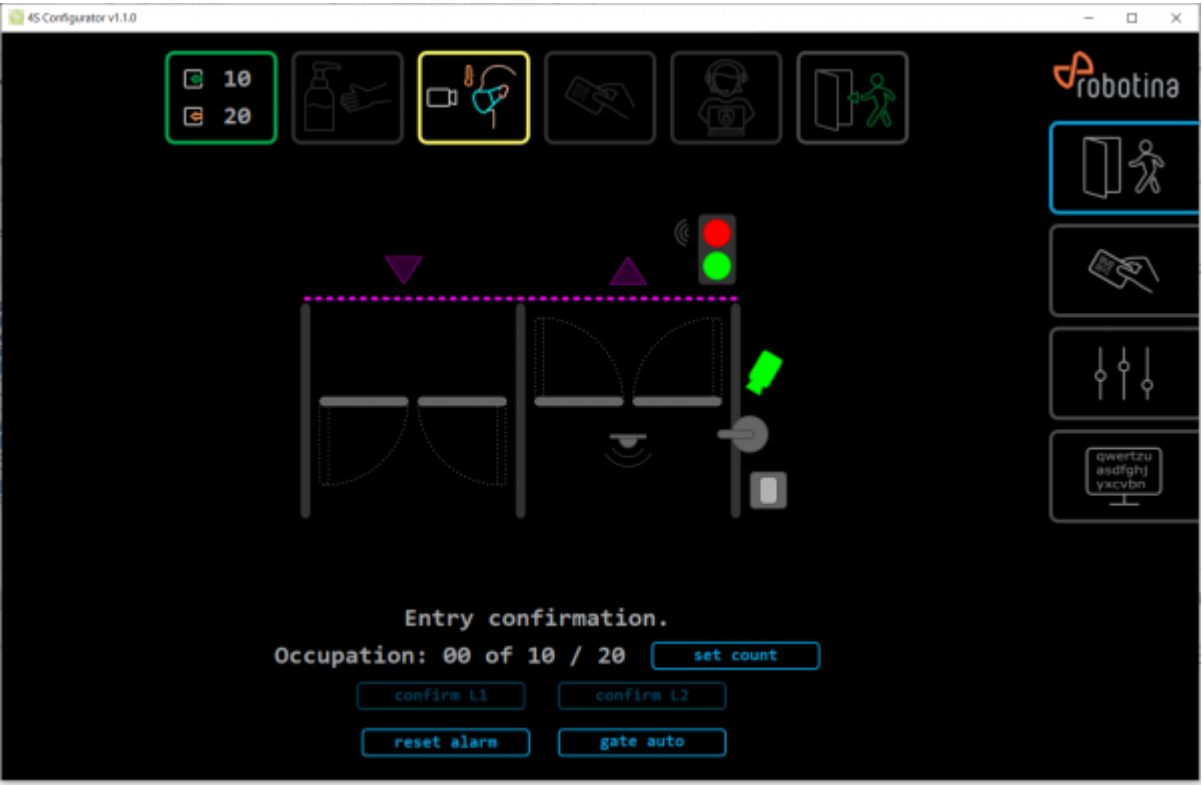 4S Configurator v1.1.0
10
20
robotina
qwertzu
asdfghj
yxcvbn
Entry confirmation.
Occupation: 00 of 10 / 20 set count
confirm L1 confirm L2
reset alarm gate auto